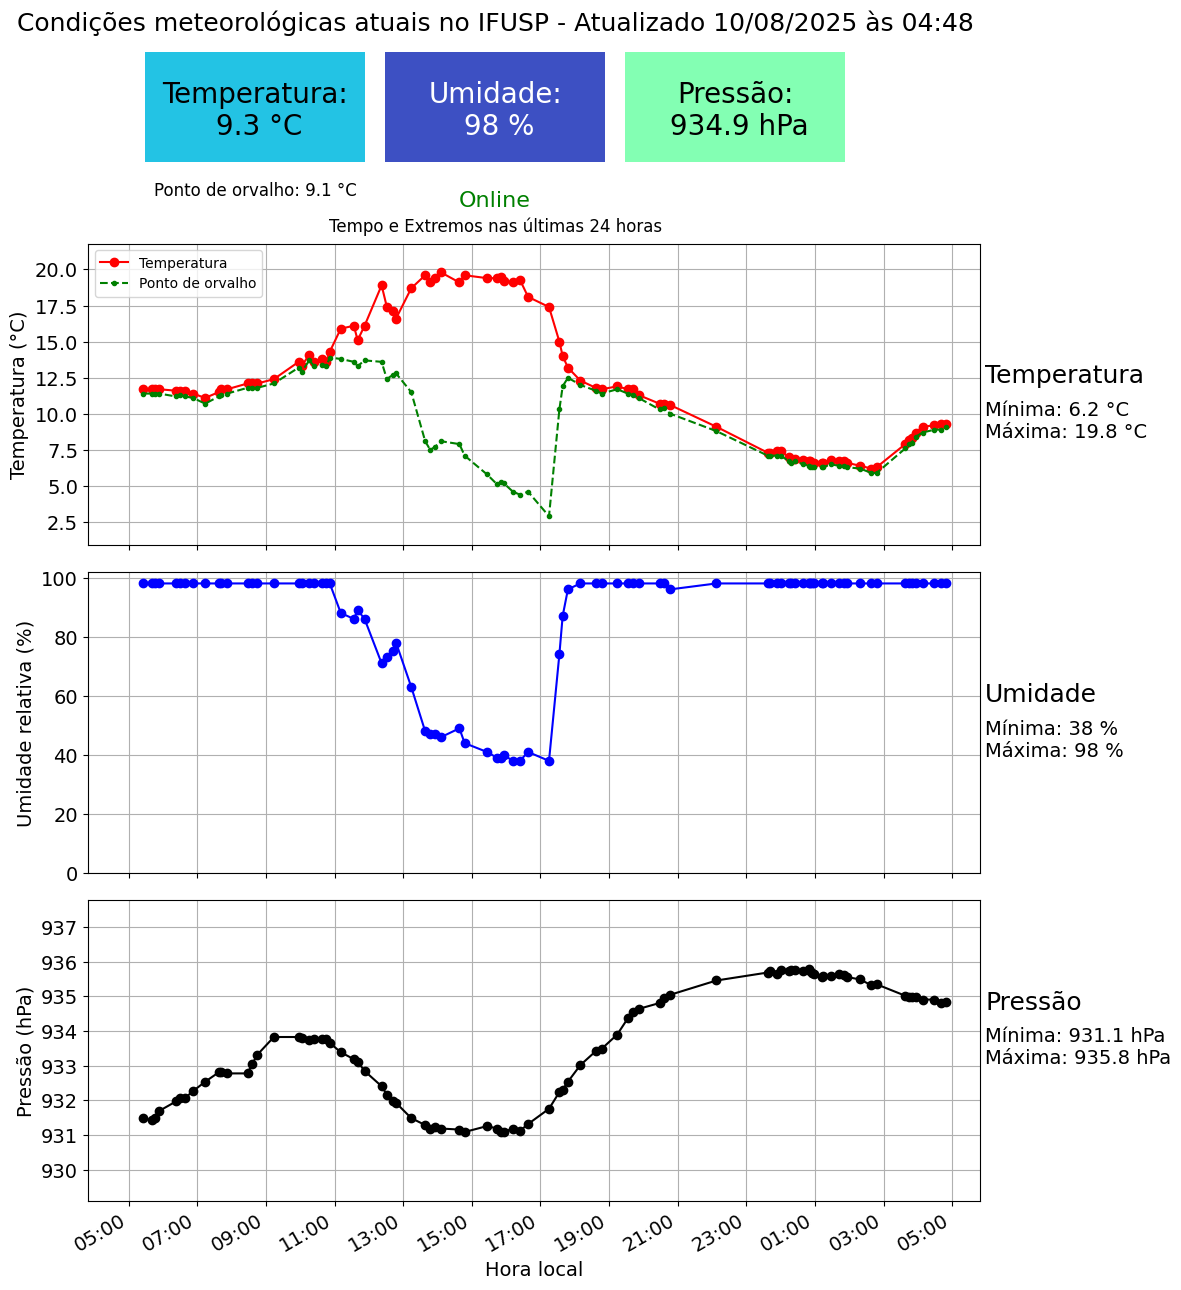 Condições meteorológicas atuais no IFUSP - Atualizado 10/08/2025 às 04:48
Temperatura:
9.3 °C
Umidade:
98 %
Pressão:
934.9 hPa
Ponto de orvalho: 9.1 °C
Online
Tempo e Extremos nas últimas 24 horas
Temperatura
Ponto de orvalho
Temperatura (°C)
20.0
17.5
15.0
12.5
10.0
7.5
5.0
2.5
Temperatura
Mínima: 6.2 °C
Máxima: 19.8 °C
Umidade relativa (%)
100
80
60
40
20
0
Umidade
Mínima: 38 %
Máxima: 98 %
Pressão (hPa)
937
936
935
934
933
932
931
930
Pressão
Mínima: 931.1 hPa
Máxima: 935.8 hPa
05:00
07:00
09:00
11:00
13:00
15:00
17:00
19:00
21:00
23:00
01:00
03:00
05:00
Hora local